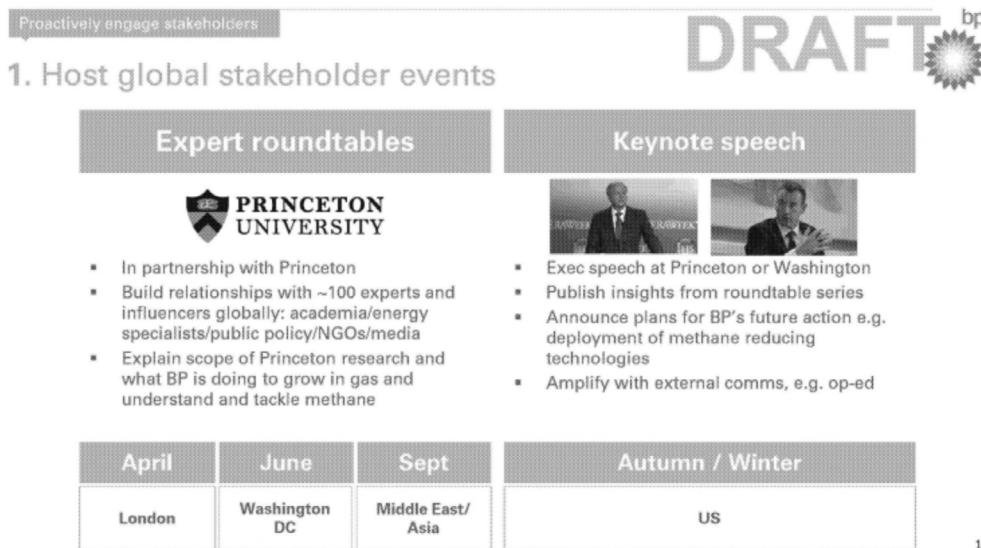 Proactively engage stakeholders
DRAFT
bp
1. Host global stakeholder events
Expert roundtables
PRINCETON
UNIVERSITY
▪ In partnership with Princeton
▪ Build relationships with ~100 experts and
influencers globally: academia/energy
specialists/public policy/NGOs/media
▪ Explain scope of Princeton research and
what BP is doing to grow in gas and
understand and tackle methane
Keynote speech
▪ Exec speech at Princeton or Washington
▪ Publish insights from roundtable series
▪ Announce plans for BP's future action e.g.
deployment of methane reducing
technologies
▪ Amplify with external comms, e.g. op-ed
April
June
Sept
Autumn / Winter
London
Washington
DC
Middle East/
Asia
US
1